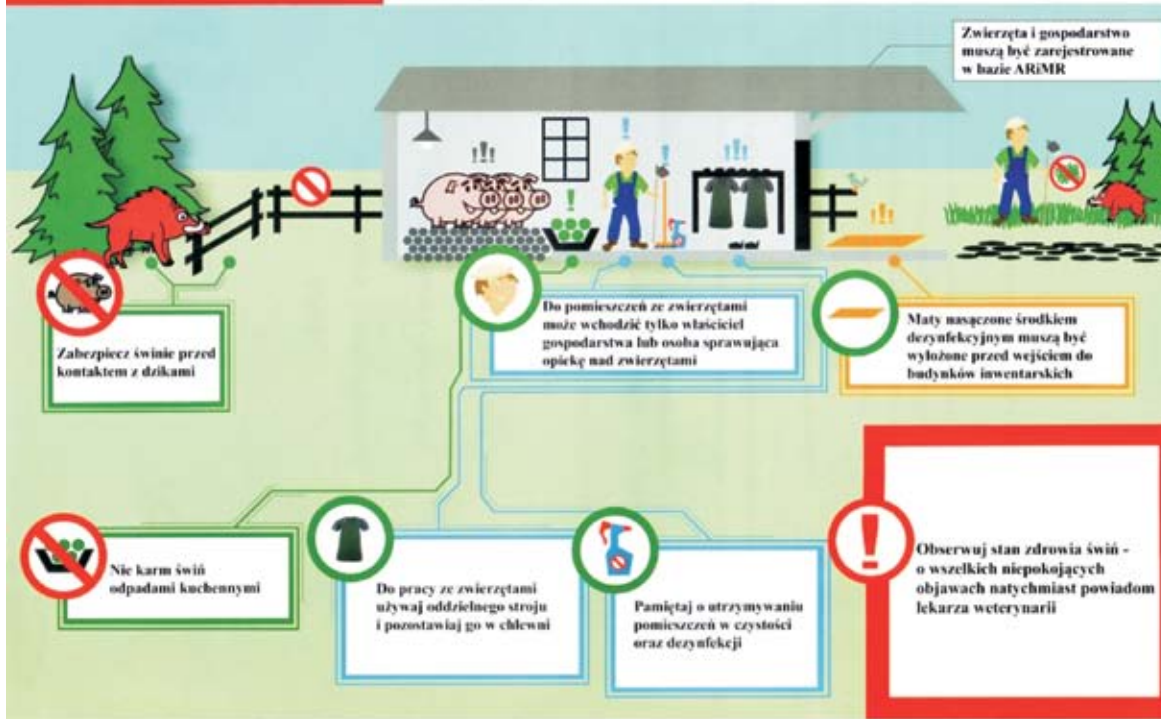 Zwierzęta i gospodarstwo
muszą być zarejestrowane
w bazie ARiMR
Zabezpiecz świnie przed
kontaktem z dzikami
Do pomieszczeń ze zwierzętami
może wchodzić tylko właściciel
gospodarstwa lub osoba sprawująca
opiekę nad zwierzętami
Maty nasączone środkiem
dezynfekcyjnym muszą być
wyłożone przed wejściem do
budynków inwentarskich
Nie karm świń
odpadami kuchennymi
Do pracy ze zwierzętami
używaj oddzielnego stroju
i pozostawiaj go w chlewni
Pamiętaj o utrzymywaniu
pomieszczeń w czystości
oraz dezynfekcji
Obserwuj stan zdrowia świń -
o wszelkich niepokojących
objawach natychmiast powiadom
lekarza weterynarii